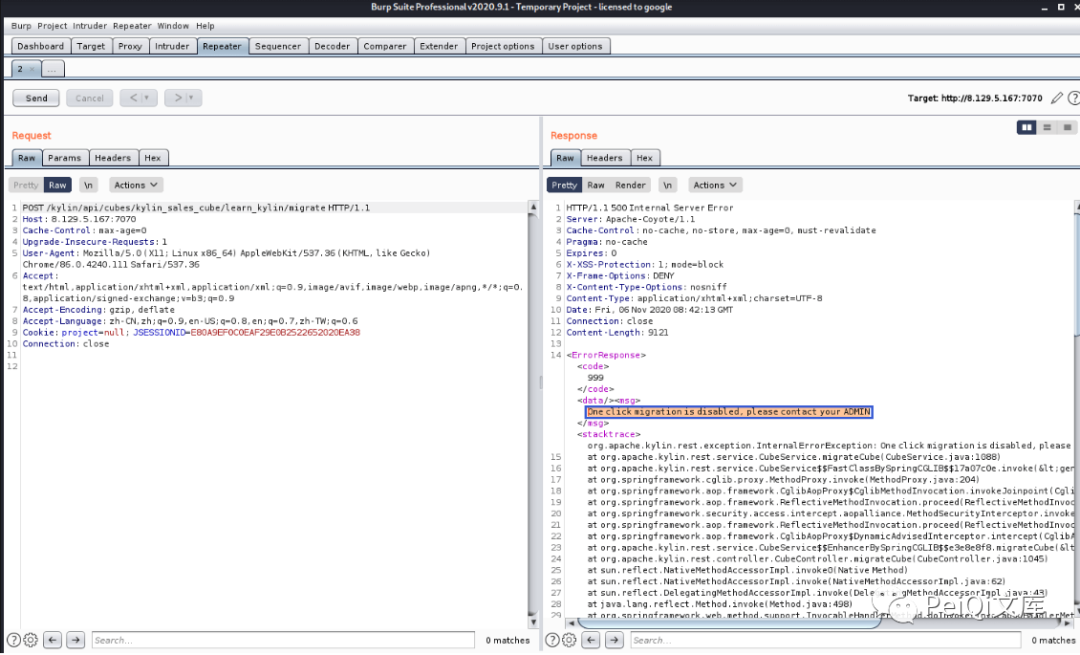 Burp Suite Professional v2020.9.1 - Temporary Project - licensed to google
Burp Project Intruder Repeater Window Help
Dashboard Target Proxy Intruder Repeater Sequencer Decoder Comparer Extender Project options User options
2 × ...
Send Cancel < > Target: http://8.129.5.167:7070
Request
Raw Params Headers Hex
Pretty Raw \n Actions
1 POST /kylin/api/cubes/kylin_sales_cube/learn_kylin/migrate HTTP/1.1
2 Host: 8.129.5.167:7070
3 Cache-Control: max-age=0
4 Upgrade-Insecure-Requests: 1
5 User-Agent: Mozilla/5.0 (X11; Linux x86_64) AppleWebKit/537.36 (KHTML, like Gecko)
Chrome/86.0.4240.111 Safari/537.36
6 Accept:
text/html,application/xhtml+xml,application/xml;q=0.9,image/avif,image/webp,image/apng,*/*;q=0.
8,application/signed-exchange;v=b3;q=0.9
7 Accept-Encoding: gzip, deflate
8 Accept-Language: zh-CN,zh;q=0.9,en-US;q=0.8,en;q=0.7,zh-TW;q=0.6
9 Cookie: project=null; JSESSIONID=E80A9EF0C0EAF29E0B2522652020EA38
10 Connection: close
11
12
Search... 0 matches
Response
Raw Headers Hex
Pretty Raw Render \n Actions
1 HTTP/1.1 500 Internal Server Error
2 Server: Apache-Coyote/1.1
3 Cache-Control: no-cache, no-store, max-age=0, must-revalidate
4 Pragma: no-cache
5 Expires: 0
6 X-XSS-Protection: 1; mode=block
7 X-Frame-Options: DENY
8 X-Content-Type-Options: nosniff
9 Content-Type: application/xhtml+xml;charset=UTF-8
10 Date: Fri, 06 Nov 2020 08:42:13 GMT
11 Connection: close
12 Content-Length: 9121
13
14 <ErrorResponse>
<code>
999
</code>
<data/><msg>
One click migration is disabled, please contact your ADMIN
</msg>
<stacktrace>
org.apache.kylin.rest.exception.InternalErrorException: One click migration is disabled, please
15 at org.apache.kylin.rest.service.CubeService.migrateCube(CubeService.java:1088)
16 at org.apache.kylin.rest.service.CubeService$$FastClassBySpringCGLIB$$17a07c0e.invoke(&lt;gen
17 at org.springframework.cglib.proxy.MethodProxy.invoke(MethodProxy.java:204)
18 at org.springframework.aop.framework.CglibAopProxy$CglibMethodInvocation.invokeJoinpoint(Cgli
19 at org.springframework.aop.framework.ReflectiveMethodInvocation.proceed(ReflectiveMethodInvoc
20 at org.springframework.security.access.intercept.aopalliance.MethodSecurityInterceptor.invoke
21 at org.springframework.aop.framework.ReflectiveMethodInvocation.proceed(ReflectiveMethodInvoc
22 at org.springframework.aop.framework.CglibAopProxy$DynamicAdvisedInterceptor.intercept(CglibA
23 at org.apache.kylin.rest.service.CubeService$$EnhancerBySpringCGLIB$$e3e8e8f8.migrateCube(&lt
24 at org.apache.kylin.rest.controller.CubeController.migrateCube(CubeController.java:1045)
25 at sun.reflect.NativeMethodAccessorImpl.invoke0(Native Method)
26 at sun.reflect.NativeMethodAccessorImpl.invoke(NativeMethodAccessorImpl.java:62)
27 at sun.reflect.DelegatingMethodAccessorImpl.invoke(DelegatingMethodAccessorImpl.java:43)
28 at java.lang.reflect.Method.invoke(Method.java:498)
29 at org.springframework.web.method.support.InvocableHandlerMethod.
PeiQi文库
Search... 0 matches